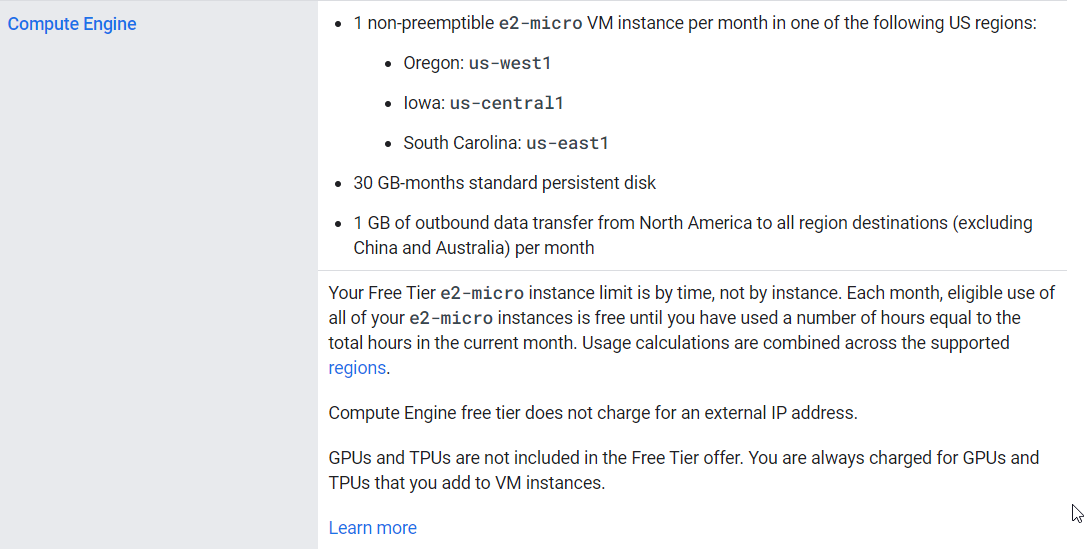 Compute Engine
• 1 non-preemptible e2-micro VM instance per month in one of the following US regions:
• Oregon: us-west1
• Iowa: us-central1
• South Carolina: us-east1
• 30 GB-months standard persistent disk
• 1 GB of outbound data transfer from North America to all region destinations (excluding
China and Australia) per month
Your Free Tier e2-micro instance limit is by time, not by instance. Each month, eligible use of
all of your e2-micro instances is free until you have used a number of hours equal to the
total hours in the current month. Usage calculations are combined across the supported
regions.
Compute Engine free tier does not charge for an external IP address.
GPUs and TPUs are not included in the Free Tier offer. You are always charged for GPUs and
TPUs that you add to VM instances.
Learn more